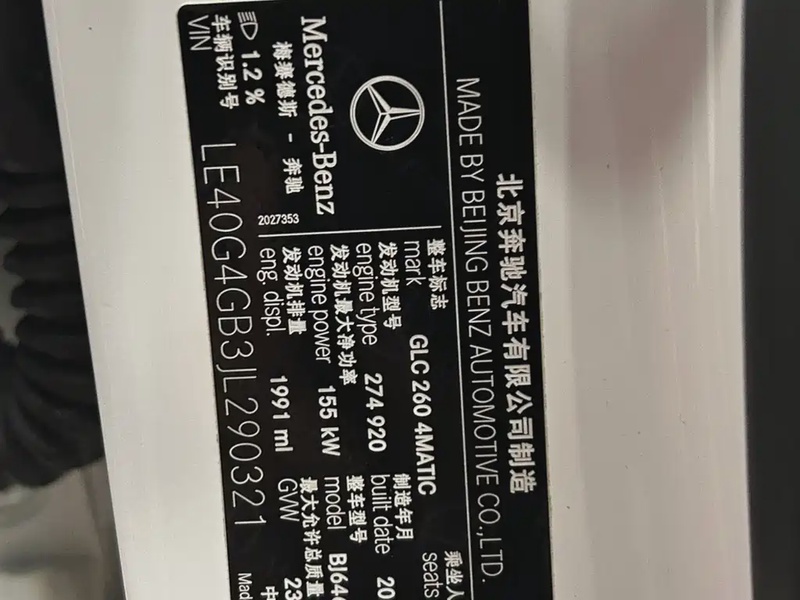 北京奔驰汽车有限公司制造
MADE BY BEIJING BENZ AUTOMOTIVE CO.,LTD.
Mercedes-Benz
梅赛德斯 - 奔驰
2027353
1.2 %
整车标志
mark GLC 260 4MATIC
发动机型号
engine type 274 920
发动机最大净功率
engine power 155 kW
发动机排量
eng. displ. 1991 ml
乘坐人
seats
制造年月
built date 20
整车型号
model BJ64
最大允许总质量
GVW 23
车辆识别号
VIN LE40G4GB3JL290321
Mad
中